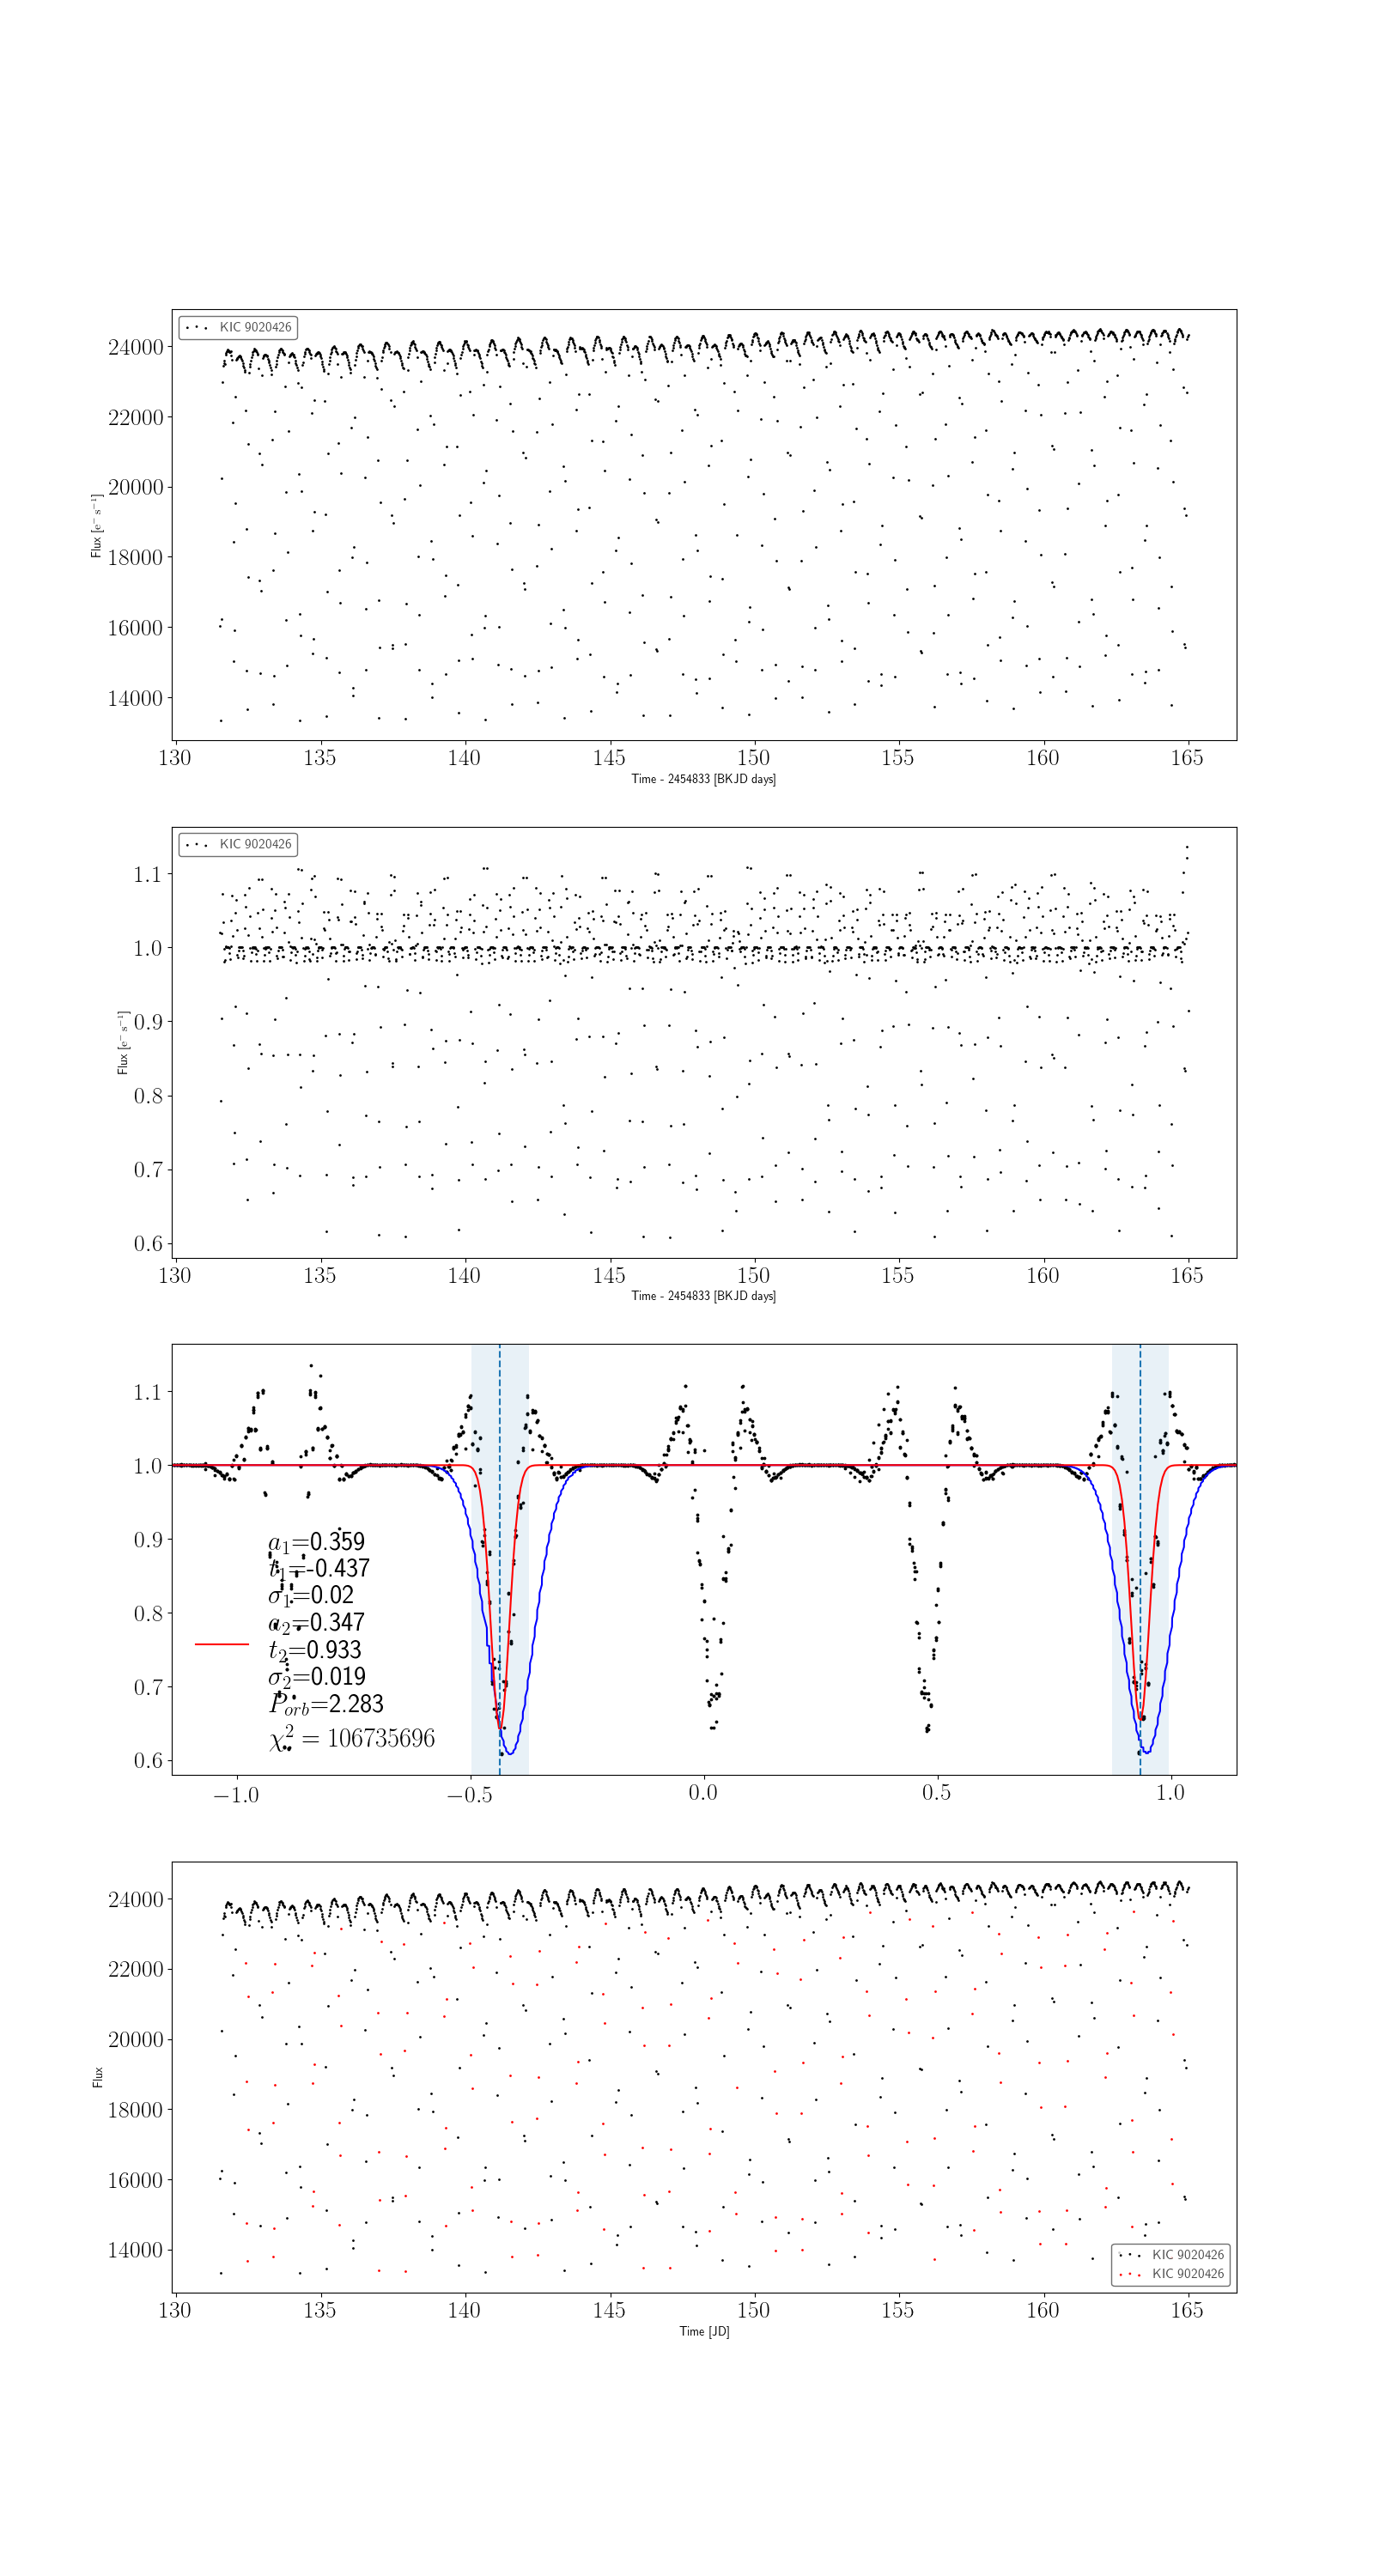 KIC 9020426
24000
22000
20000
18000
16000
14000
Flux [e⁻ s⁻¹]
130 135 140 145 150 155 160 165
Time - 2454833 [BKJD days]
KIC 9020426
1.1
1.0
0.9
0.8
0.7
0.6
Flux [e⁻ s⁻¹]
130 135 140 145 150 155 160 165
Time - 2454833 [BKJD days]
1.1
1.0
0.9
0.8
0.7
0.6
a₁=0.359
t₁=-0.437
σ₁=0.02
a₂=0.347
t₂=0.933
σ₂=0.019
P_orb=2.283
χ² = 106735696
−1.0 −0.5 0.0 0.5 1.0
24000
22000
20000
18000
16000
14000
Flux
KIC 9020426
KIC 9020426
130 135 140 145 150 155 160 165
Time [JD]